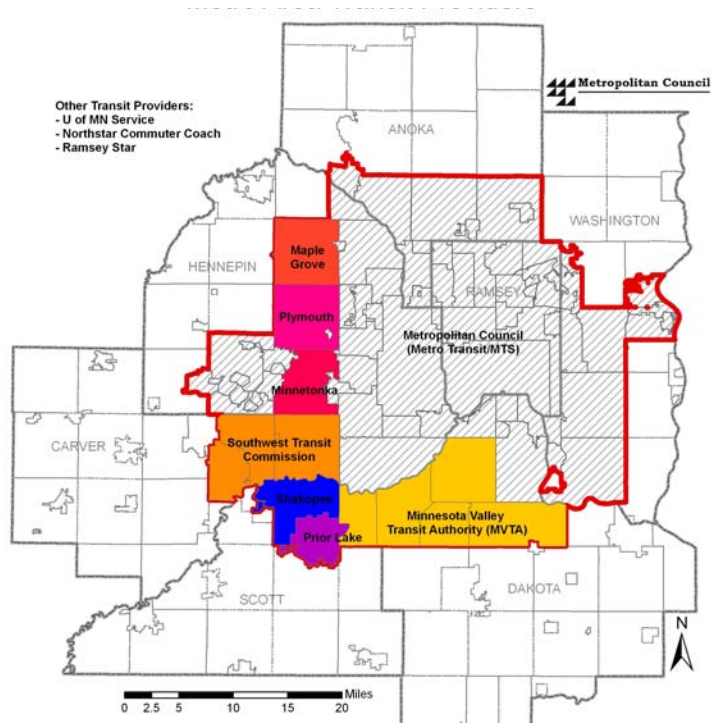 Metropolitan Council
Other Transit Providers:
- U of MN Service
- Northstar Commuter Coach
- Ramsey Star
ANOKA
WASHINGTON
HENNEPIN
Maple
Grove
RAMSEY
Plymouth
Metropolitan Council
(Metro Transit/MTS)
Minnetonka
CARVER
Southwest Transit
Commission
Shakopee
Minnesota Valley
Transit Authority (MVTA)
Prior Lake
DAKOTA
SCOTT
N
Miles
0 2.5 5 10 15 20